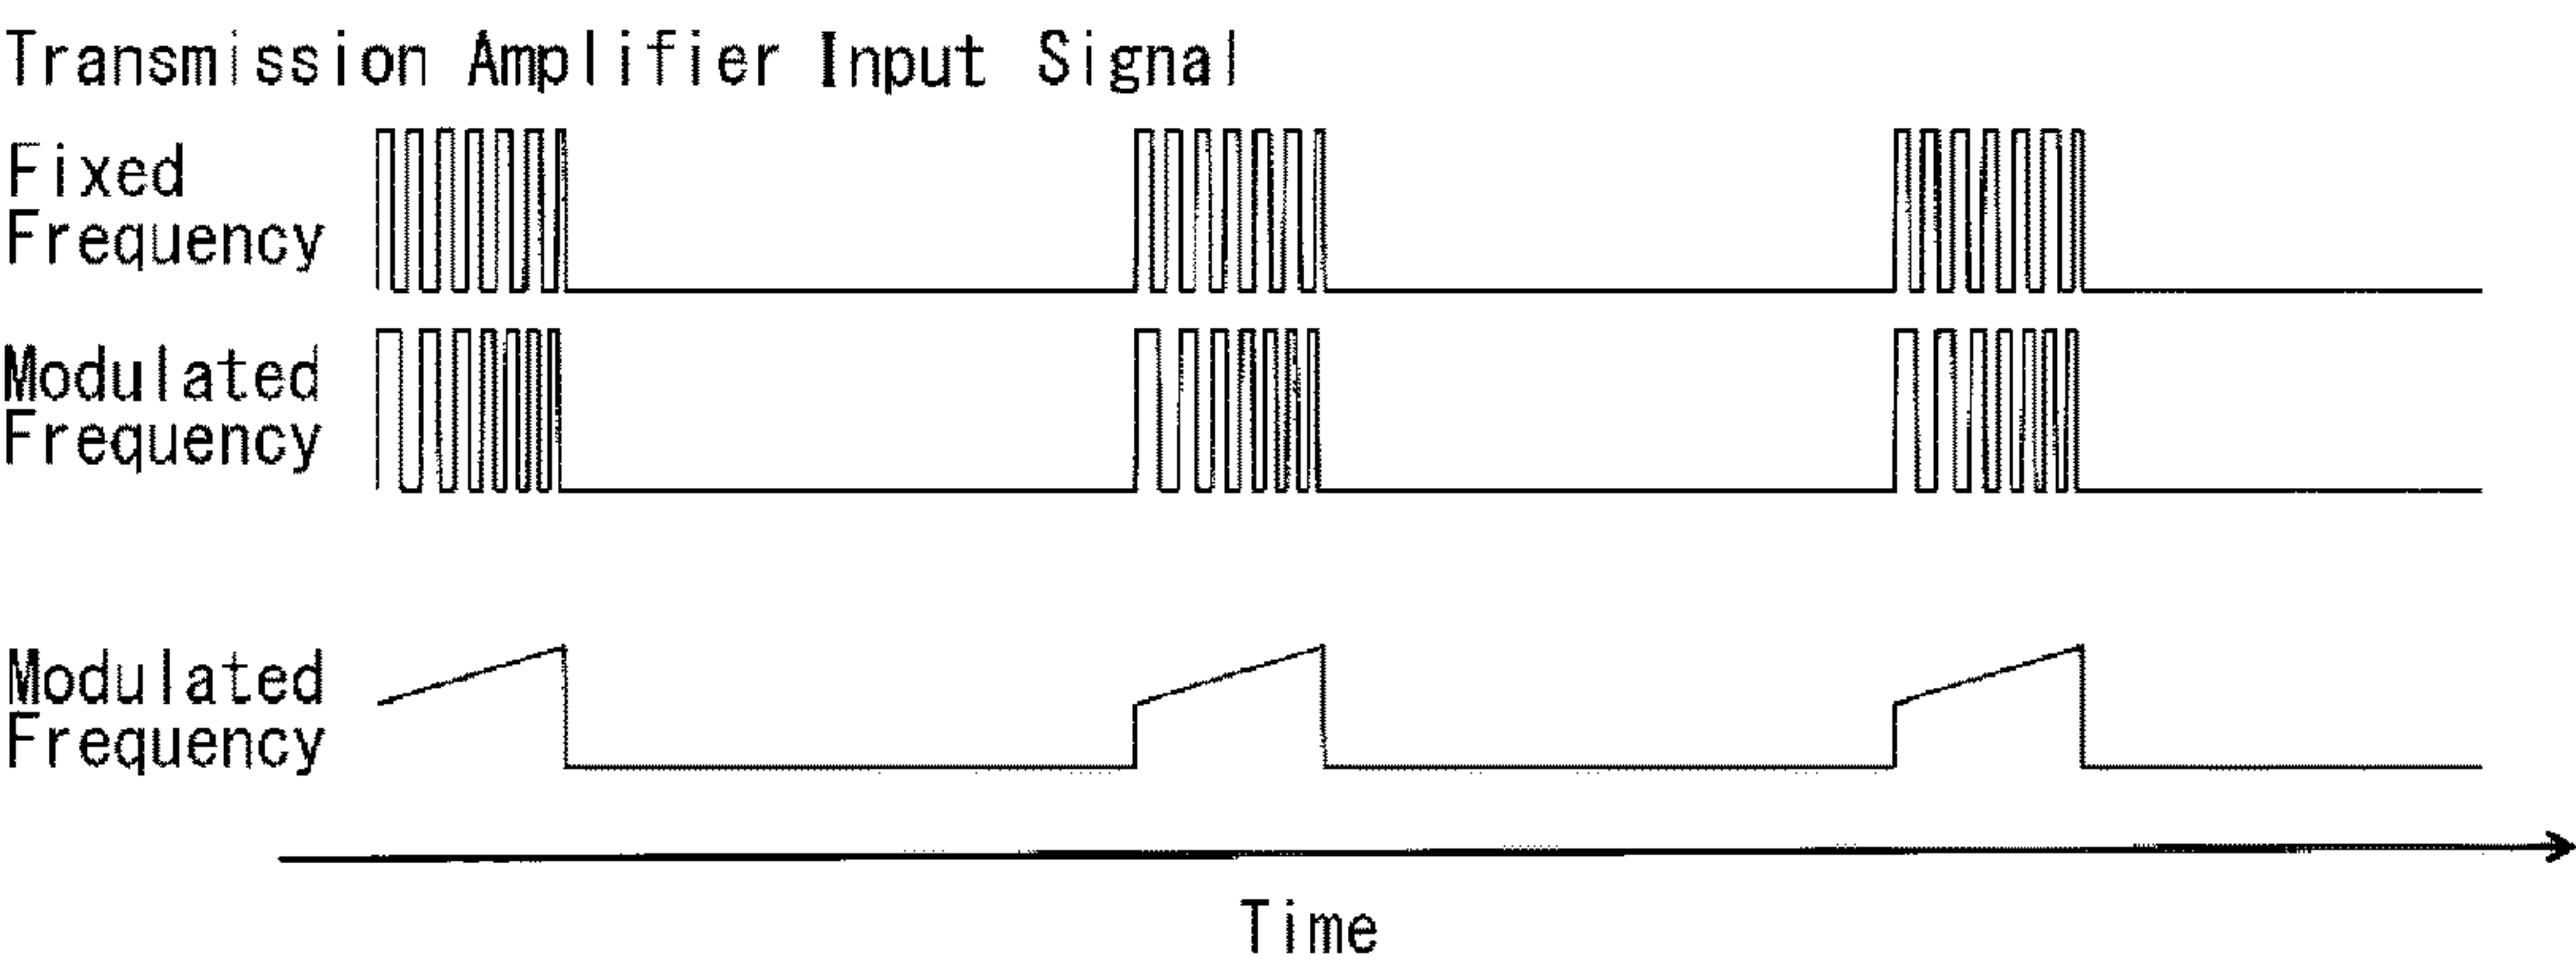 Transmission Amplifier Input Signal
Fixed
Frequency
Modulated
Frequency
Modulated
Frequency
Time